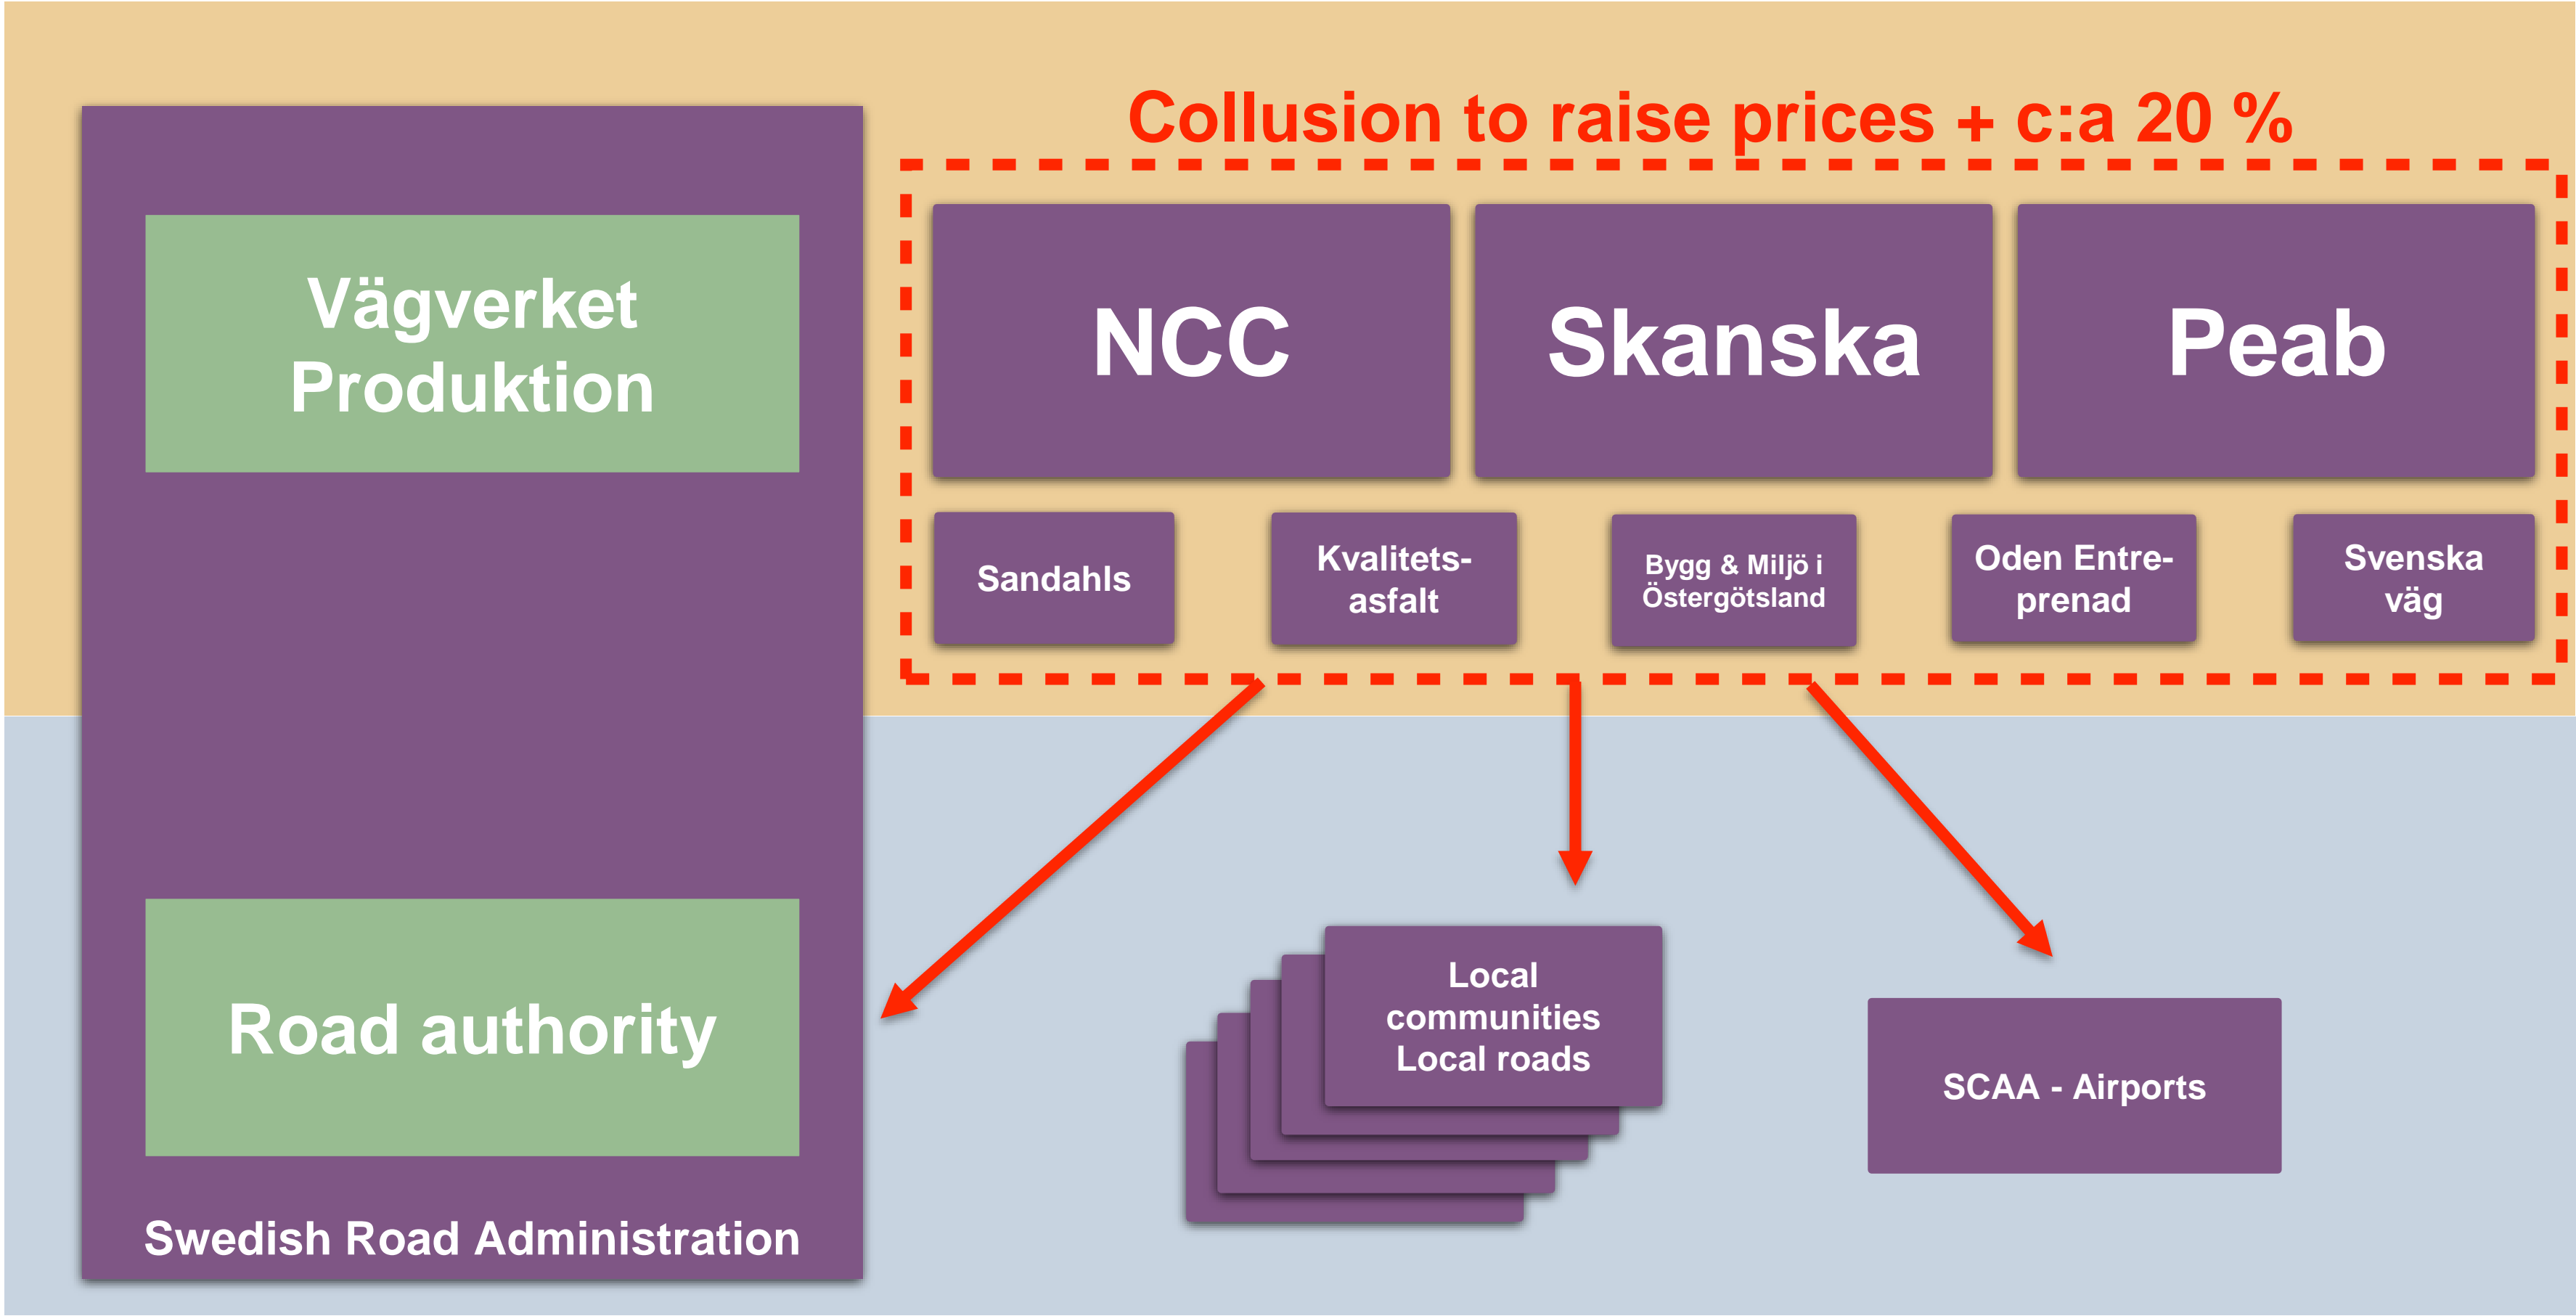 Collusion to raise prices + c:a 20 %
Vägverket
Produktion
NCC
Skanska
Peab
Sandahls
Kvalitets-
asfalt
Bygg & Miljö i
Östergötsland
Oden Entre-
prenad
Svenska
väg
Road authority
Swedish Road Administration
Local
communities
Local roads
SCAA - Airports